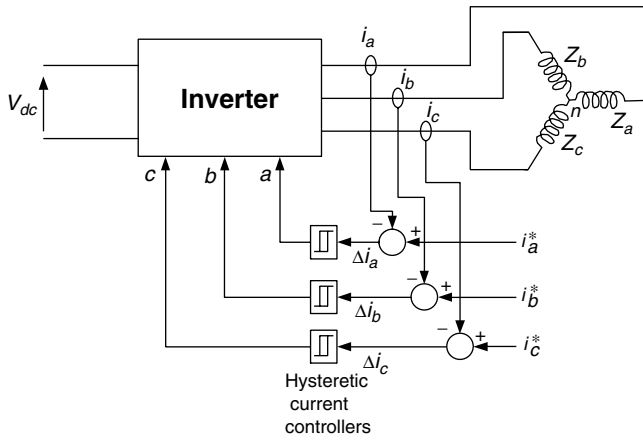 i_a
i_b
i_c
Z_b
n
Z_a
Z_c
V_dc
Inverter
c
b
a
−
+
Δi_a
i_a^*
−
+
Δi_b
i_b^*
−
+
Δi_c
i_c^*
Hysteretic
current
controllers